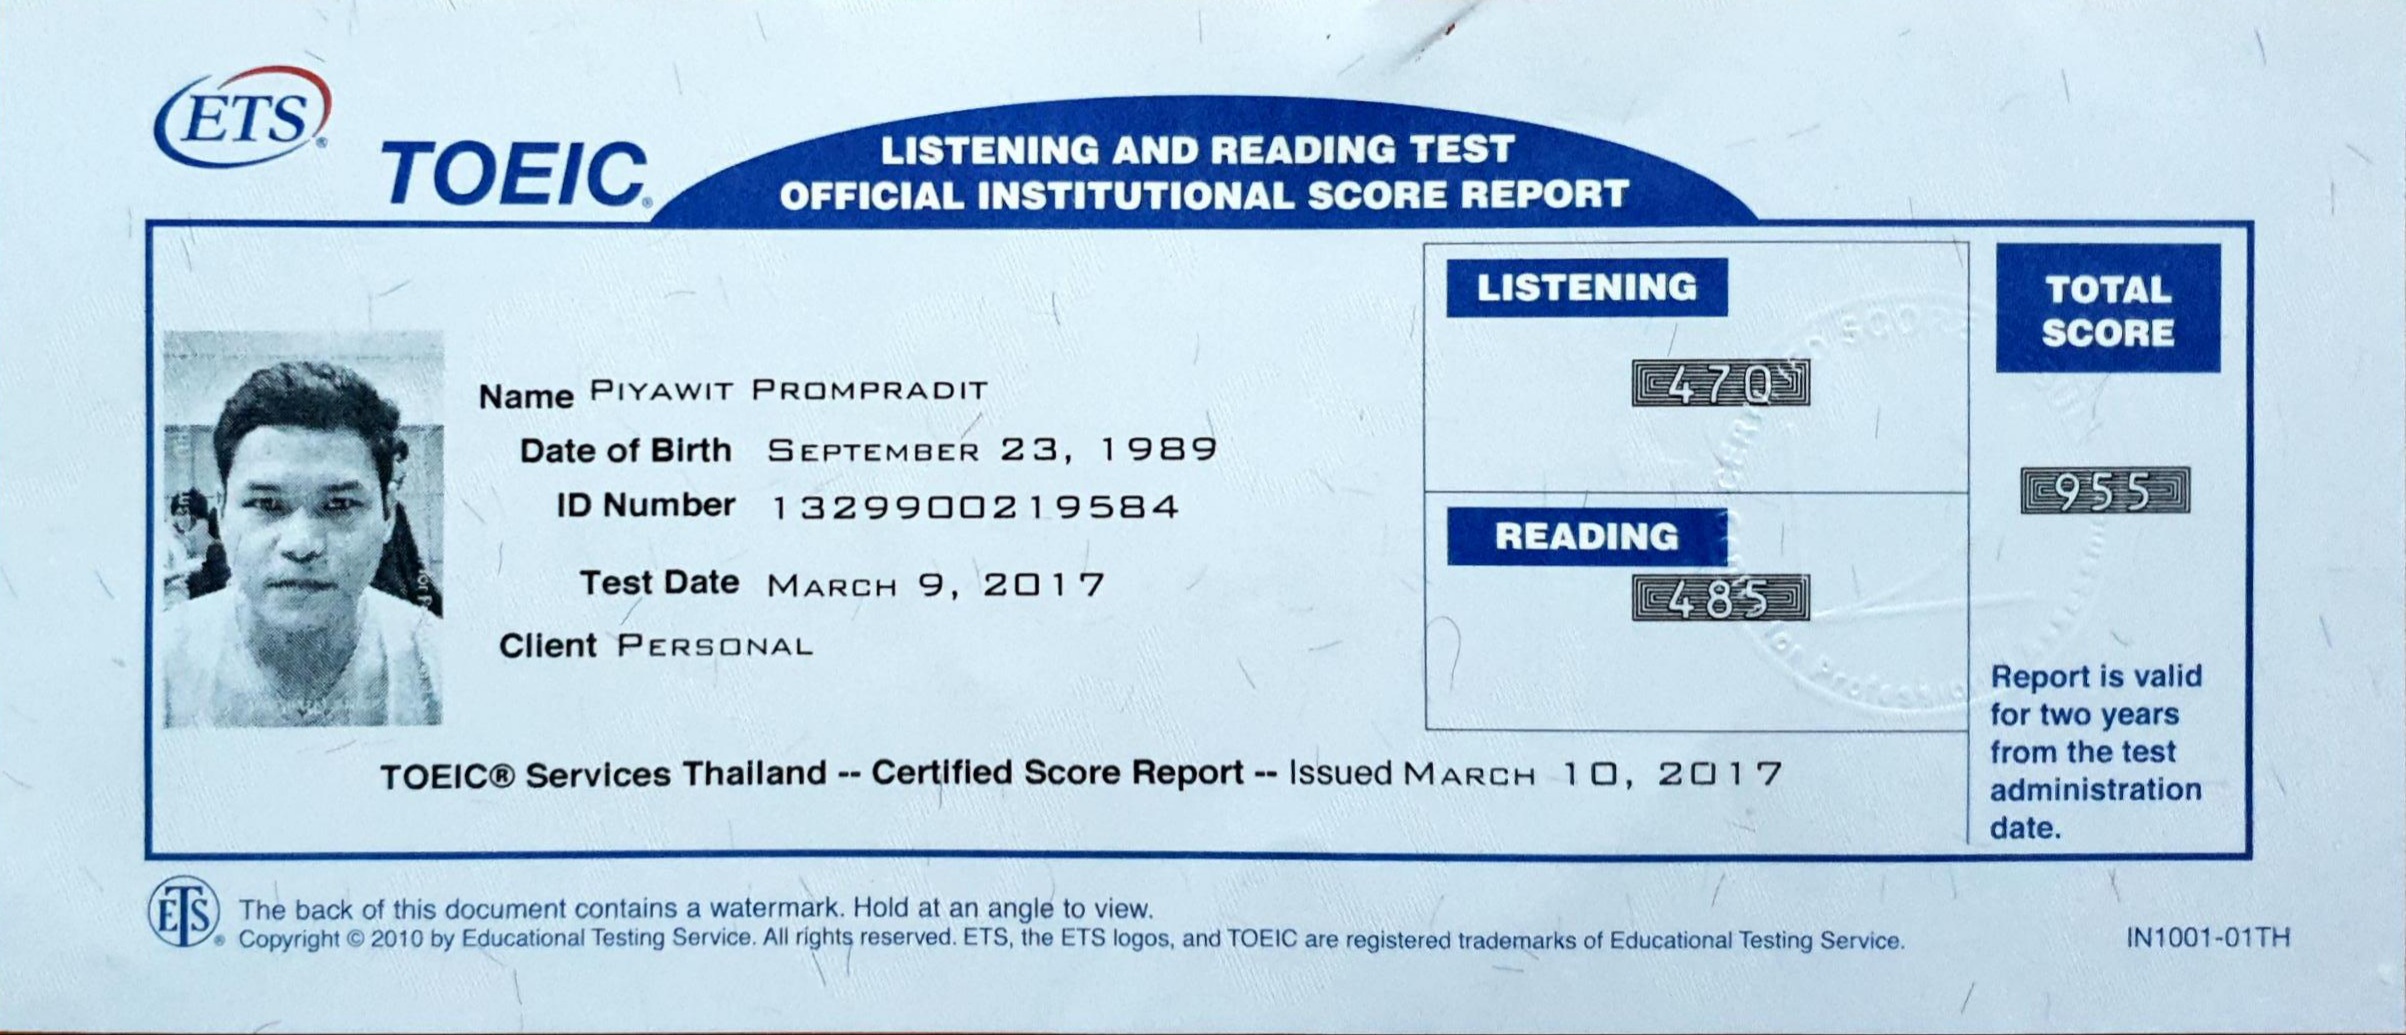 ETS®
TOEIC®
LISTENING AND READING TEST
OFFICIAL INSTITUTIONAL SCORE REPORT
Name PIYAWIT PROMPRADIT
Date of Birth SEPTEMBER 23, 1989
ID Number 1329900219584
Test Date MARCH 9, 2017
Client PERSONAL
LISTENING
470
READING
485
TOTAL
SCORE
955
Report is valid
for two years
from the test
administration
date.
TOEIC® Services Thailand -- Certified Score Report -- Issued MARCH 10, 2017
ETS®
The back of this document contains a watermark. Hold at an angle to view.
Copyright © 2010 by Educational Testing Service. All rights reserved. ETS, the ETS logos, and TOEIC are registered trademarks of Educational Testing Service.
IN1001-01TH